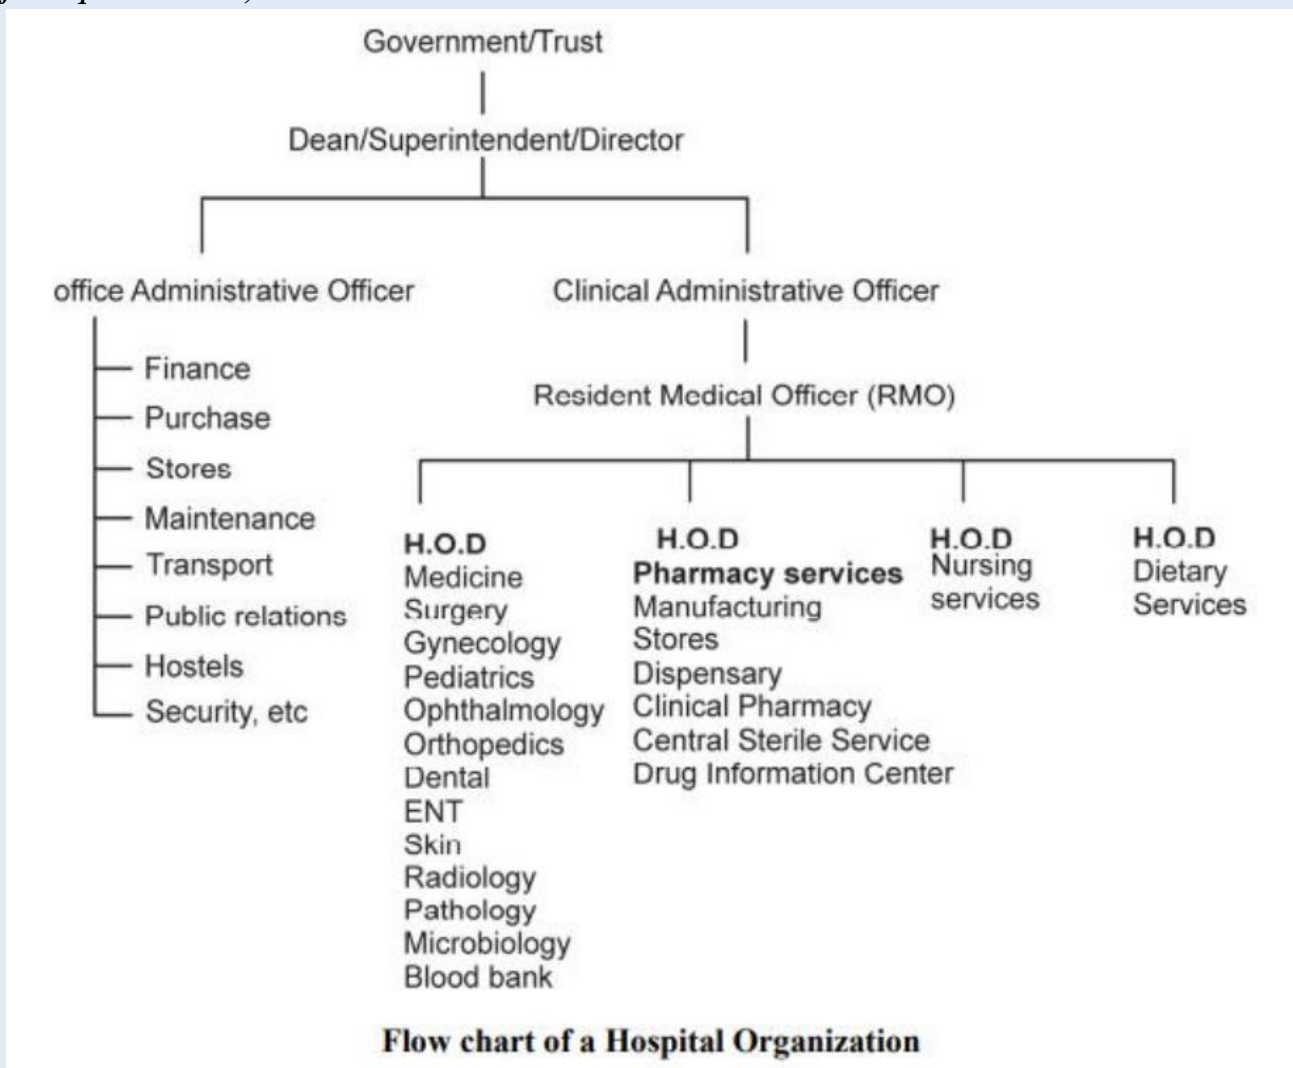 Government/Trust
Dean/Superintendent/Director
office Administrative Officer
Clinical Administrative Officer
Finance
Purchase
Stores
Maintenance
Transport
Public relations
Hostels
Security, etc
Resident Medical Officer (RMO)
H.O.D
Medicine
Surgery
Gynecology
Pediatrics
Ophthalmology
Orthopedics
Dental
ENT
Skin
Radiology
Pathology
Microbiology
Blood bank
H.O.D
Pharmacy services
Manufacturing
Stores
Dispensary
Clinical Pharmacy
Central Sterile Service
Drug Information Center
H.O.D
Nursing
services
H.O.D
Dietary
Services
Flow chart of a Hospital Organization